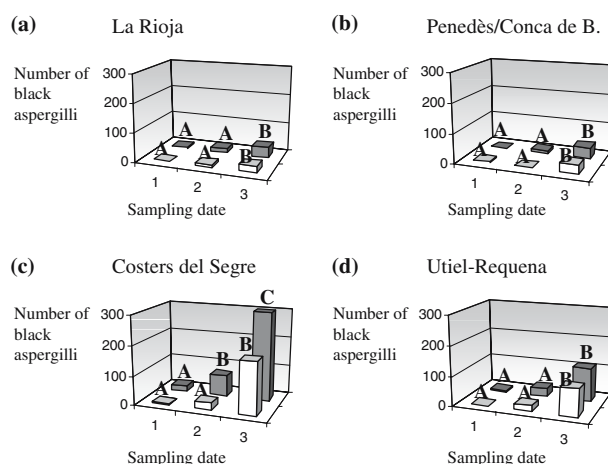 (a) La Rioja
Number of
black
aspergilli
300
200
100
0
A A B
A A B
1 2 3
Sampling date
(b) Penedès/Conca de B.
Number of
black
aspergilli
300
200
100
0
A A B
A A B
1 2 3
Sampling date
(c) Costers del Segre
Number of
black
aspergilli
300
200
100
0
A B C
A A B
1 2 3
Sampling date
(d) Utiel-Requena
Number of
black
aspergilli
300
200
100
0
A A B
A A B
1 2 3
Sampling date